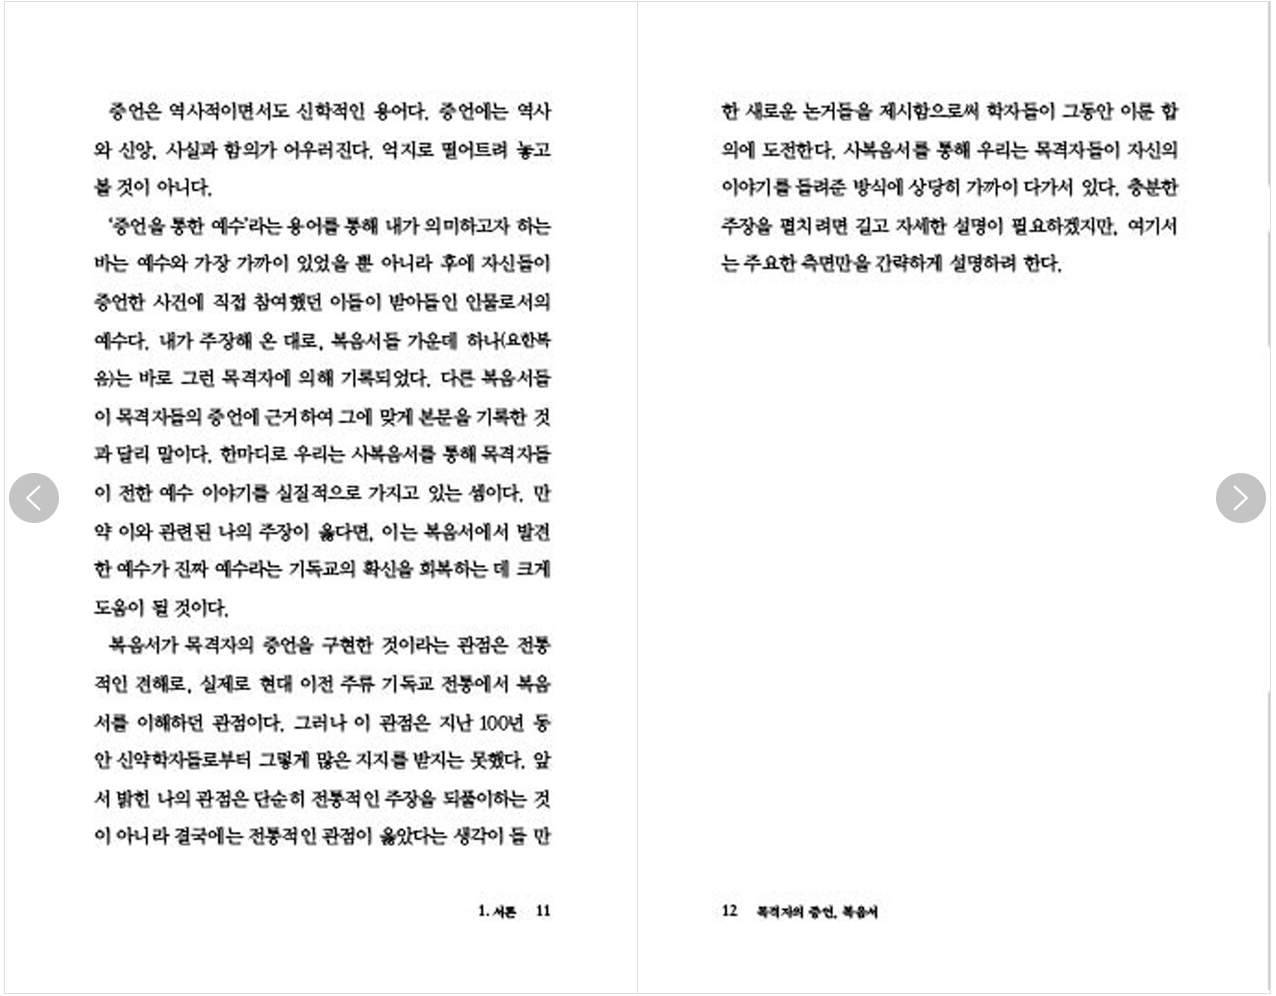 증언은 역사적이면서도 신학적인 용어다. 증언에는 역사
와 신앙, 사실과 함의가 어우러진다. 억지로 떨어트려 놓고
볼 것이 아니다.
‘증언을 통한 예수’라는 용어를 통해 내가 의미하고자 하는
바는 예수와 가장 가까이 있었을 뿐 아니라 후에 자신들이
증언한 사건에 직접 참여했던 이들이 받아들인 인물로서의
예수다. 내가 주장해 온 대로, 복음서들 가운데 하나(요한복
음)는 바로 그런 목격자에 의해 기록되었다. 다른 복음서들
이 목격자들의 증언에 근거하여 그에 맞게 본문을 기록한 것
과 달리 말이다. 한마디로 우리는 사복음서를 통해 목격자들
이 전한 예수 이야기를 실질적으로 가지고 있는 셈이다. 만
약 이와 관련된 나의 주장이 옳다면, 이는 복음서에서 발견
한 예수가 진짜 예수라는 기독교의 확신을 회복하는 데 크게
도움이 될 것이다.
복음서가 목격자의 증언을 구현한 것이라는 관점은 전통
적인 견해로, 실제로 현대 이전 주류 기독교 전통에서 복음
서를 이해하던 관점이다. 그러나 이 관점은 지난 100년 동
안 신약학자들로부터 그렇게 많은 지지를 받지는 못했다. 앞
서 밝힌 나의 관점은 단순히 전통적인 주장을 되풀이하는 것
이 아니라 결국에는 전통적인 관점이 옳았다는 생각이 들 만
1. 서론 11
한 새로운 논거들을 제시함으로써 학자들이 그동안 이룬 합
의에 도전한다. 사복음서를 통해 우리는 목격자들이 자신의
이야기를 들려준 방식에 상당히 가까이 다가서 있다. 충분한
주장을 펼치려면 길고 자세한 설명이 필요하겠지만, 여기서
는 주요한 측면만을 간략하게 설명하려 한다.
12 목격자의 증언, 복음서